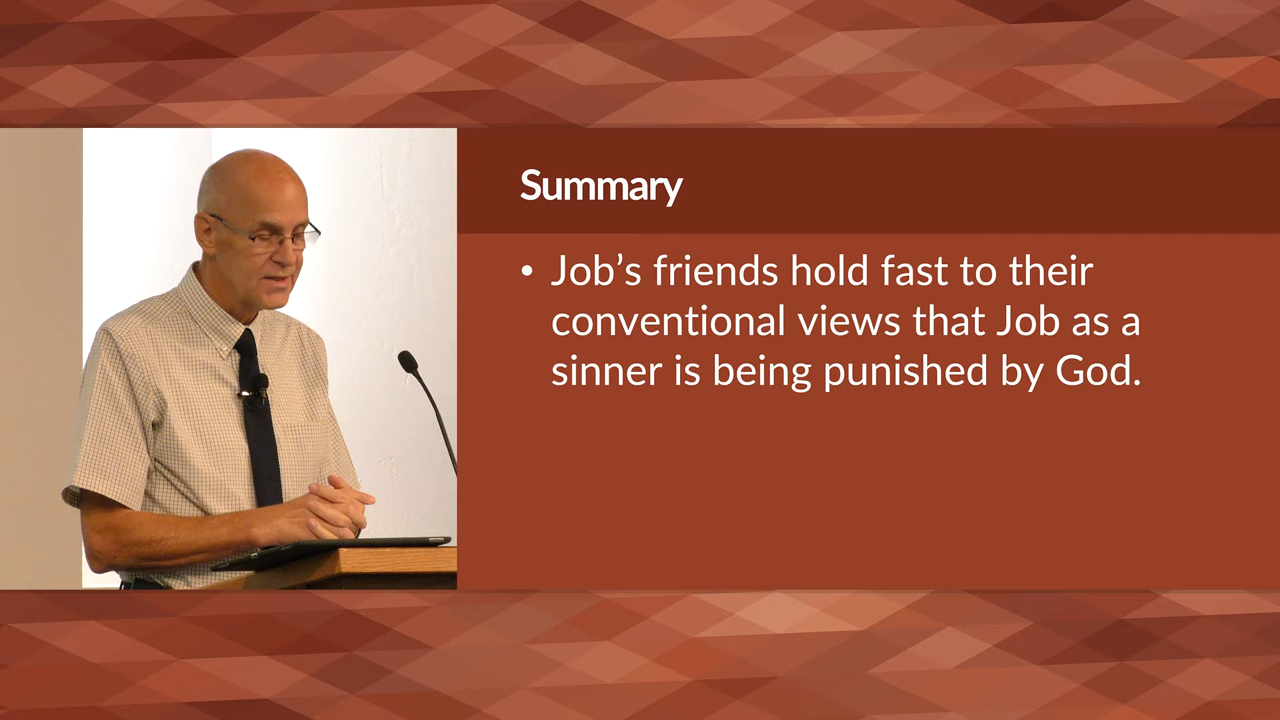 Summary
• Job’s friends hold fast to their
conventional views that Job as a
sinner is being punished by God.